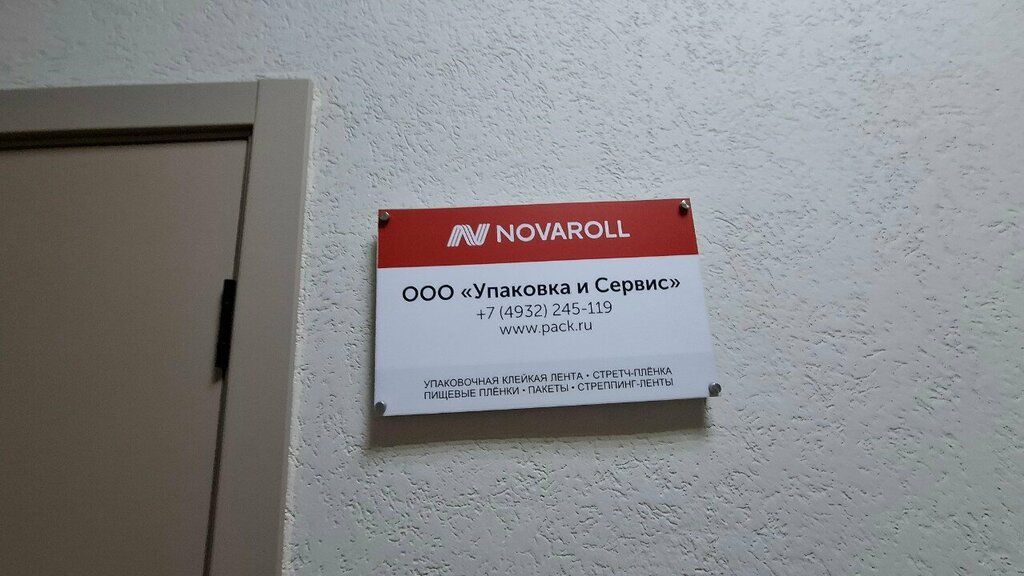 NOVAROLL
ООО «Упаковка и Сервис»
+7 (4932) 245-119
www.pack.ru
УПАКОВОЧНАЯ КЛЕЙКАЯ ЛЕНТА • СТРЕТЧ-ПЛЁНКА
ПИЩЕВЫЕ ПЛЁНКИ • ПАКЕТЫ • СТРЕППИНГ-ЛЕНТЫ